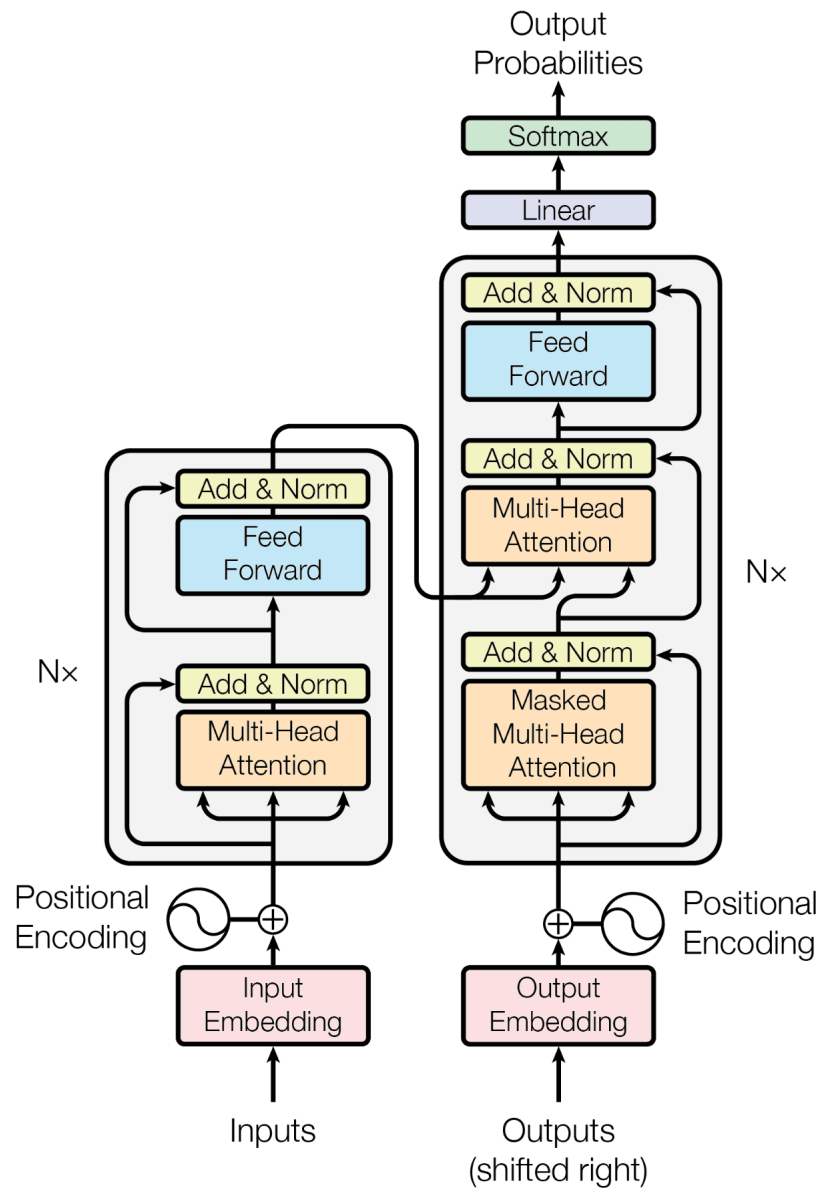 Output
Probabilities
Softmax
Linear
Add & Norm
Feed
Forward
Add & Norm
Multi-Head
Attention
Add & Norm
Masked
Multi-Head
Attention
N×
Add & Norm
Feed
Forward
Add & Norm
Multi-Head
Attention
N×
Positional
Encoding
Positional
Encoding
Input
Embedding
Output
Embedding
Inputs
Outputs
(shifted right)